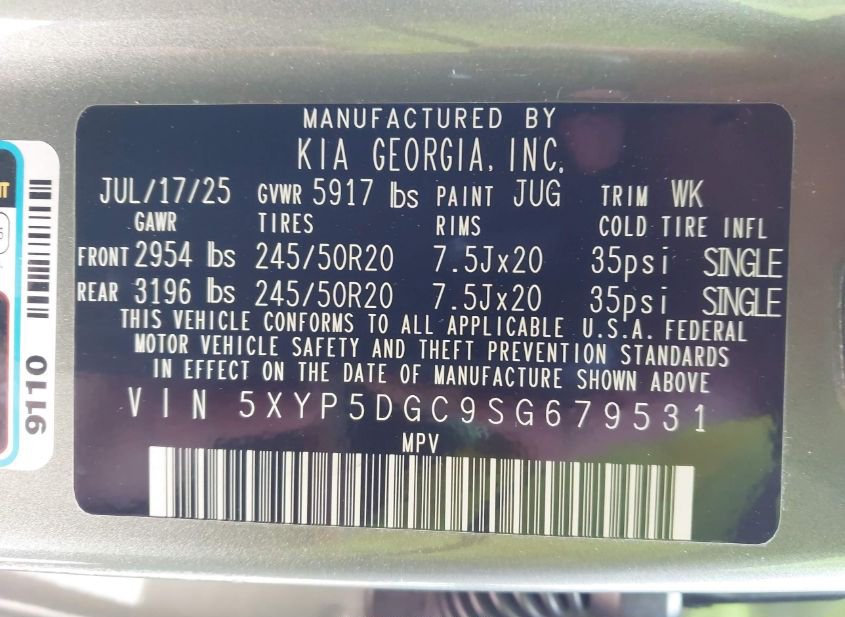 MANUFACTURED BY
KIA GEORGIA, INC.
JUL/17/25 GVWR 5917 lbs PAINT JUG TRIM WK
GAWR TIRES RIMS COLD TIRE INFL
FRONT 2954 lbs 245/50R20 7.5Jx20 35psi SINGLE
REAR 3196 lbs 245/50R20 7.5Jx20 35psi SINGLE
THIS VEHICLE CONFORMS TO ALL APPLICABLE U.S.A. FEDERAL
MOTOR VEHICLE SAFETY AND THEFT PREVENTION STANDARDS
IN EFFECT ON THE DATE OF MANUFACTURE SHOWN ABOVE
VIN 5XYP5DGC9SG679531
MPV
9110